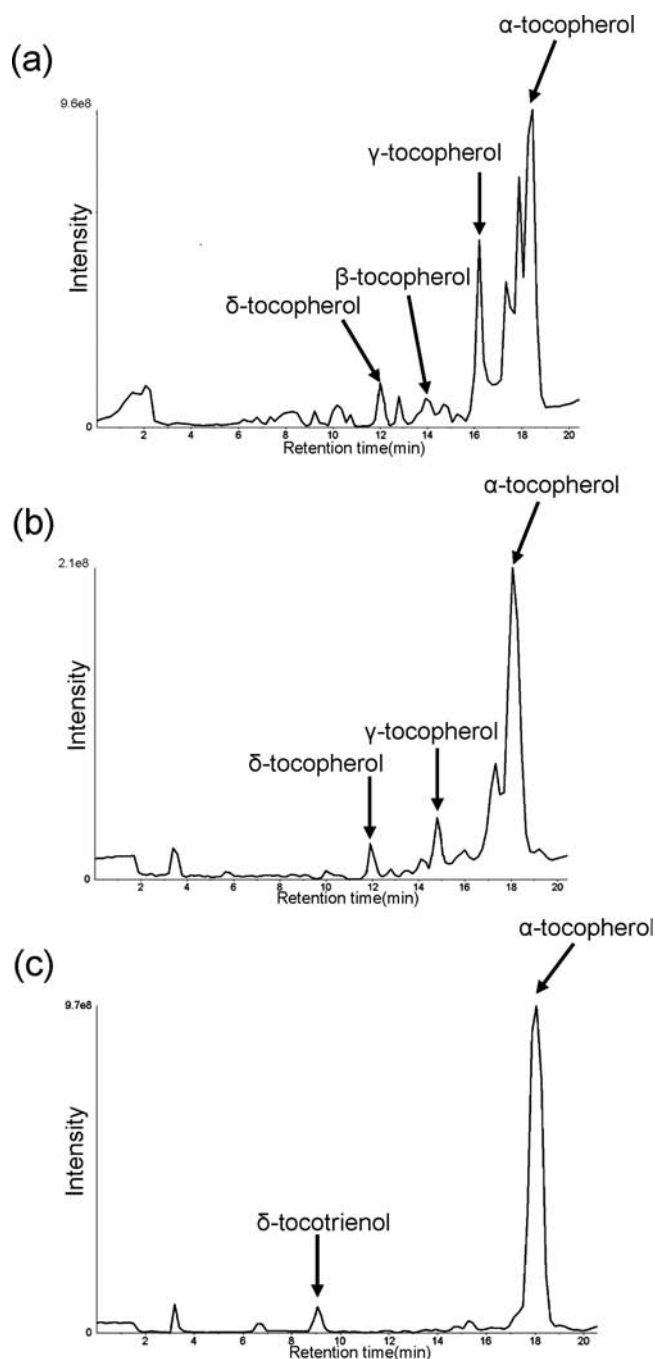 (a)
α-tocopherol
9.6e8
γ-tocopherol
β-tocopherol
δ-tocopherol
Intensity
0
2 4 6 8 10 12 14 16 18 20
Retention time(min)
(b)
α-tocopherol
2.1e8
γ-tocopherol
δ-tocopherol
Intensity
0
2 4 6 8 10 12 14 16 18 20
Retention time(min)
(c)
α-tocopherol
9.7e8
Intensity
δ-tocotrienol
0
2 4 6 8 10 12 14 16 18 20
Retention time(min)